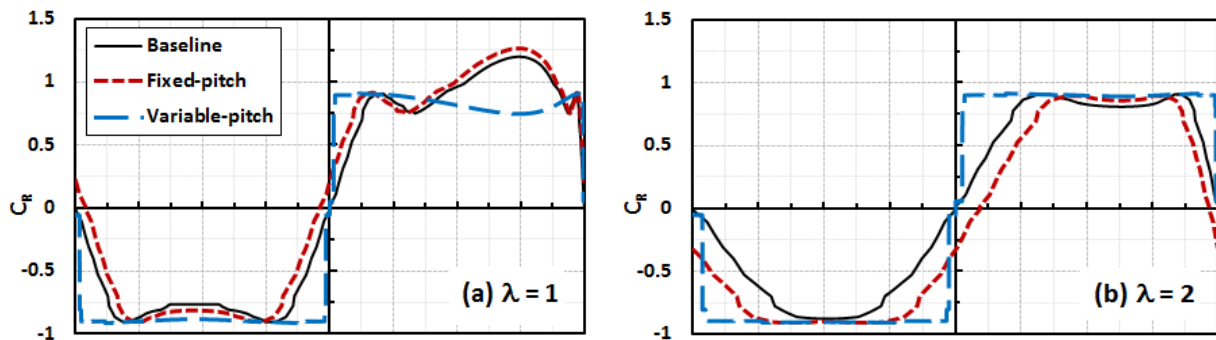 1.5
1
0.5
0
-0.5
-1
C_R
Baseline
Fixed-pitch
Variable-pitch
(a) λ = 1
1.5
1
0.5
0
-0.5
-1
C_R
(b) λ = 2